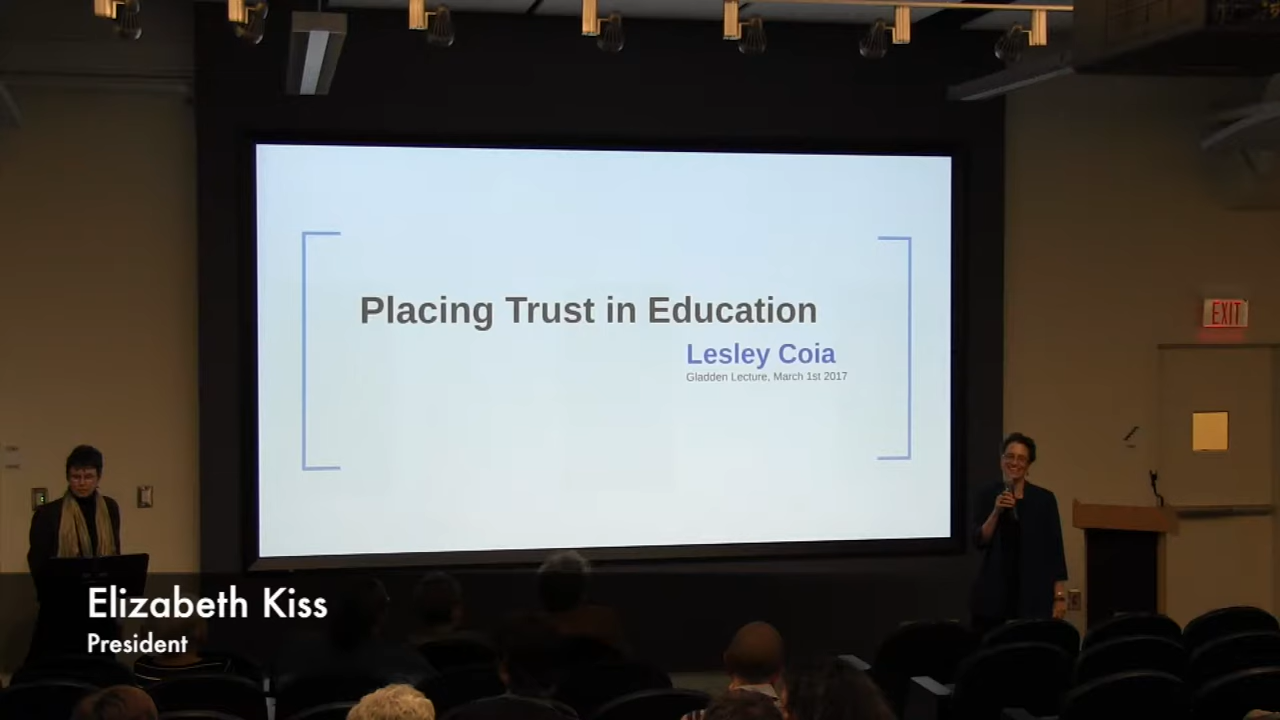 Placing Trust in Education
Lesley Coia
Gladden Lecture, March 1st 2017
EXIT
Elizabeth Kiss
President